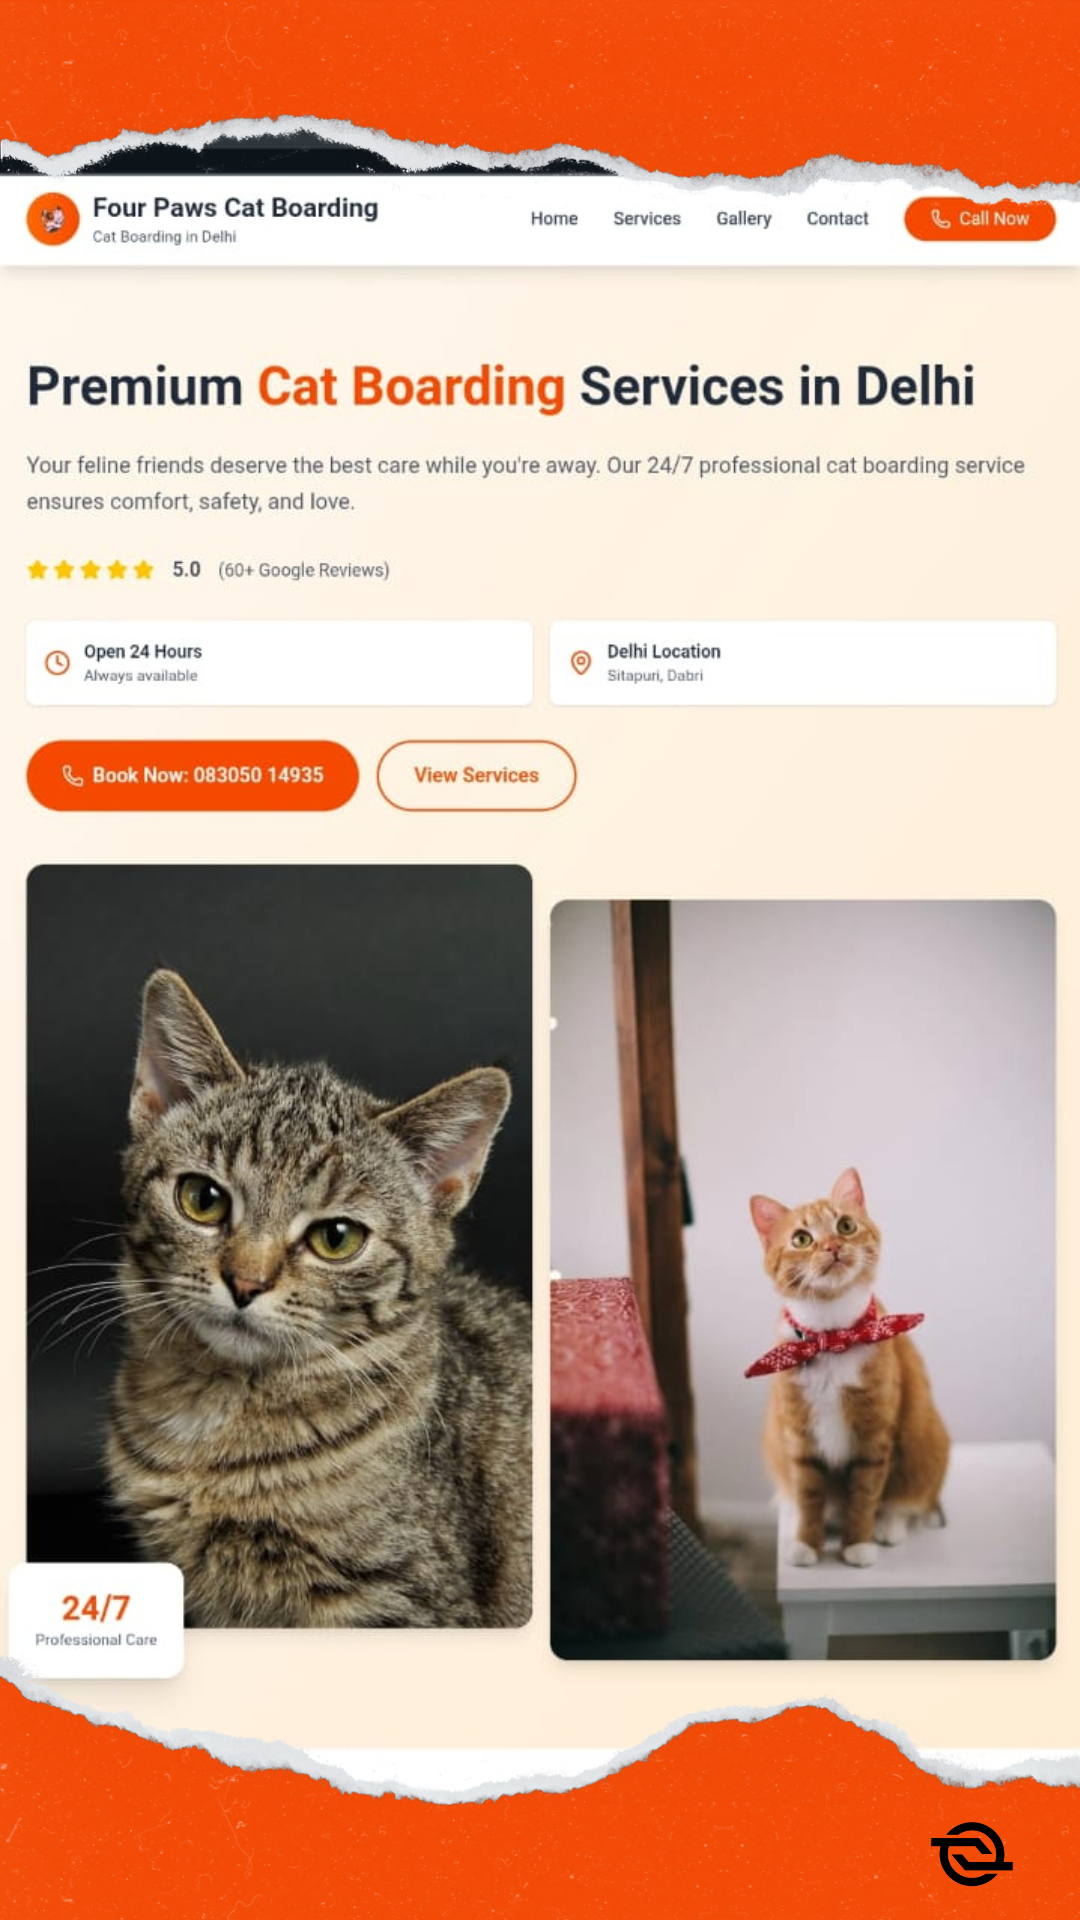 Four Paws Cat Boarding
Cat Boarding in Delhi
Home
Services
Gallery
Contact
Call Now
Premium Cat Boarding Services in Delhi
Your feline friends deserve the best care while you're away. Our 24/7 professional cat boarding service
ensures comfort, safety, and love.
5.0 (60+ Google Reviews)
Open 24 Hours
Always available
Delhi Location
Sitapuri, Dabri
Book Now: 083050 14935
View Services
24/7
Professional Care